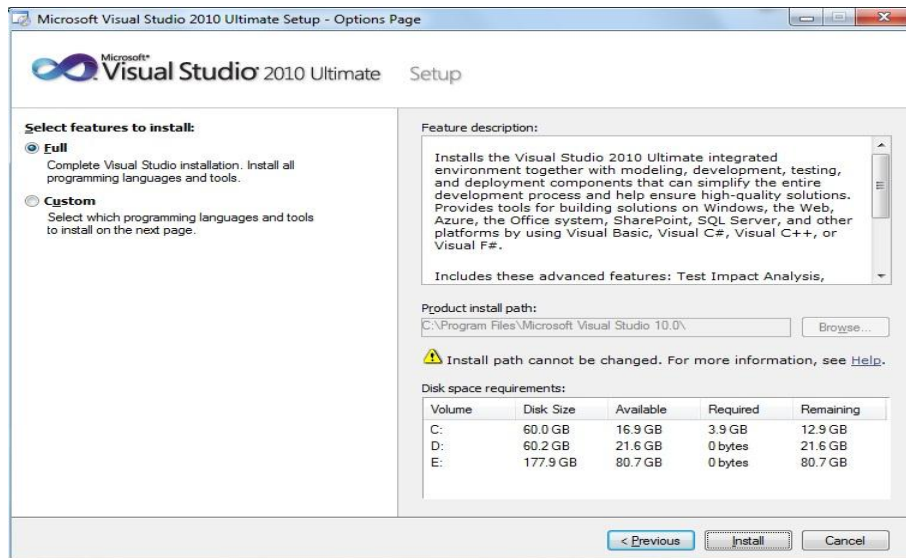 Microsoft Visual Studio 2010 Ultimate Setup - Options Page
Microsoft®
Visual Studio® 2010 Ultimate Setup
Select features to install:
Full
Complete Visual Studio installation. Install all
programming languages and tools.
Custom
Select which programming languages and tools
to install on the next page.
Feature description:
Installs the Visual Studio 2010 Ultimate integrated
environment together with modeling, development, testing,
and deployment components that can simplify the entire
development process and help ensure high-quality solutions.
Provides tools for building solutions on Windows, the Web,
Azure, the Office system, SharePoint, SQL Server, and other
platforms by using Visual Basic, Visual C#, Visual C++, or
Visual F#.
Includes these advanced features: Test Impact Analysis,
Product install path:
C:\Program Files\Microsoft Visual Studio 10.0\ Browse...
Install path cannot be changed. For more information, see Help.
Disk space requirements:
Volume Disk Size Available Required Remaining
C: 60.0 GB 16.9 GB 3.9 GB 12.9 GB
D: 60.2 GB 21.6 GB 0 bytes 21.6 GB
E: 177.9 GB 80.7 GB 0 bytes 80.7 GB
< Previous Install Cancel